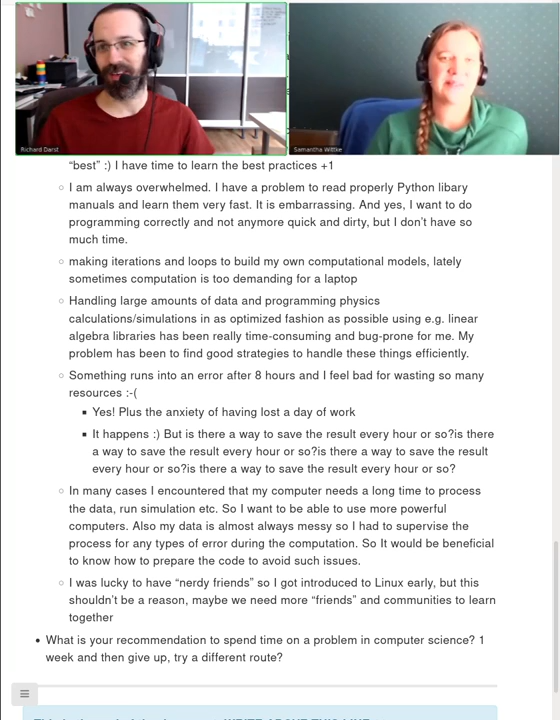 Richard Darst
Samantha Wittke
“best” :) I have time to learn the best practices +1
I am always overwhelmed. I have a problem to read properly Python libary
manuals and learn them very fast. It is embarrassing. And yes, I want to do
programming correctly and not anymore quick and dirty, but I don’t have so
much time.
making iterations and loops to build my own computational models, lately
sometimes computation is too demanding for a laptop
Handling large amounts of data and programming physics
calculations/simulations in as optimized fashion as possible using e.g. linear
algebra libraries has been really time-consuming and bug-prone for me. My
problem has been to find good strategies to handle these things efficiently.
Something runs into an error after 8 hours and I feel bad for wasting so many
resources :-(
Yes! Plus the anxiety of having lost a day of work
It happens :) But is there a way to save the result every hour or so?is there
a way to save the result every hour or so?is there a way to save the result
every hour or so?is there a way to save the result every hour or so?
In many cases I encountered that my computer needs a long time to process
the data, run simulation etc. So I want to be able to use more powerful
computers. Also my data is almost always messy so I had to supervise the
process for any types of error during the computation. So It would be beneficial
to know how to prepare the code to avoid such issues.
I was lucky to have “nerdy friends” so I got introduced to Linux early, but this
shouldn’t be a reason, maybe we need more “friends” and communities to learn
together
What is your recommendation to spend time on a problem in computer science? 1
week and then give up, try a different route?